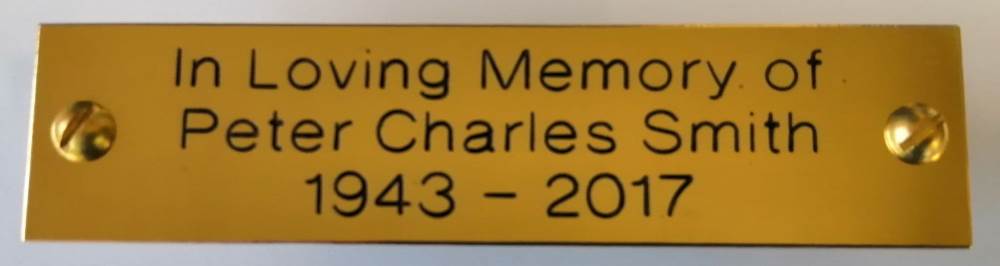 In Loving Memory of
Peter Charles Smith
1943 - 2017